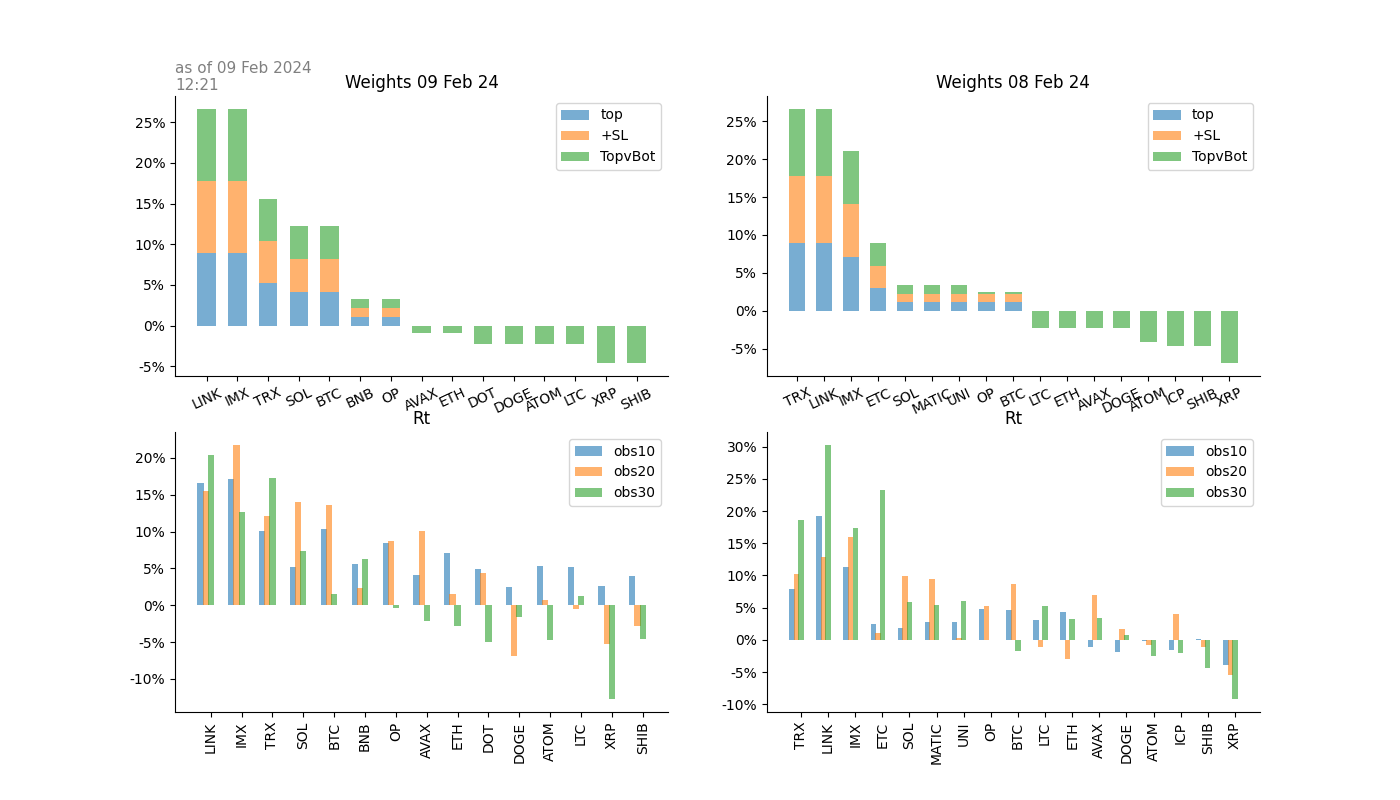 as of 09 Feb 2024
12:21
Weights 09 Feb 24
25%
20%
15%
10%
5%
0%
-5%
top
+SL
TopvBot
LINK IMX TRX SOL BTC BNB OP AVAX ETH DOT DOGE ATOM LTC XRP SHIB
Weights 08 Feb 24
25%
20%
15%
10%
5%
0%
-5%
top
+SL
TopvBot
TRX LINK IMX ETC SOL MATIC UNI OP BTC LTC ETH AVAX DOGE ATOM ICP SHIB XRP
Rt
20%
15%
10%
5%
0%
-5%
-10%
obs10
obs20
obs30
LINK IMX TRX SOL BTC BNB OP AVAX ETH DOT DOGE ATOM LTC XRP SHIB
Rt
30%
25%
20%
15%
10%
5%
0%
-5%
-10%
obs10
obs20
obs30
TRX LINK IMX ETC SOL MATIC UNI OP BTC LTC ETH AVAX DOGE ATOM ICP SHIB XRP